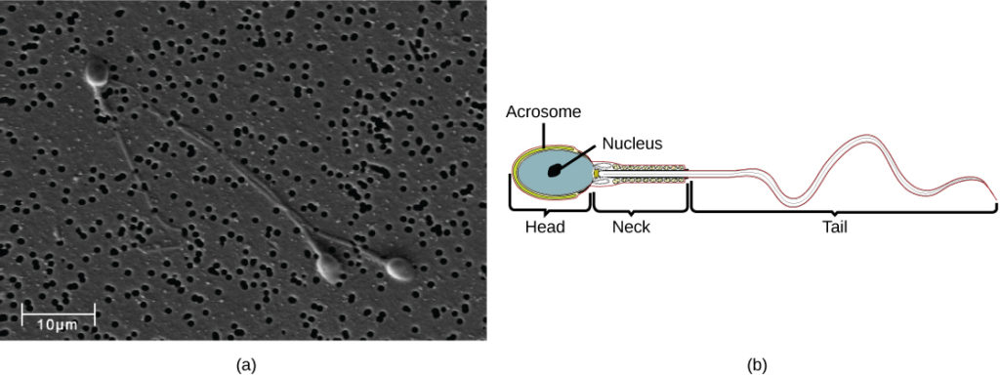 10µm
(a)
Acrosome
Nucleus
Head
Neck
Tail
(b)